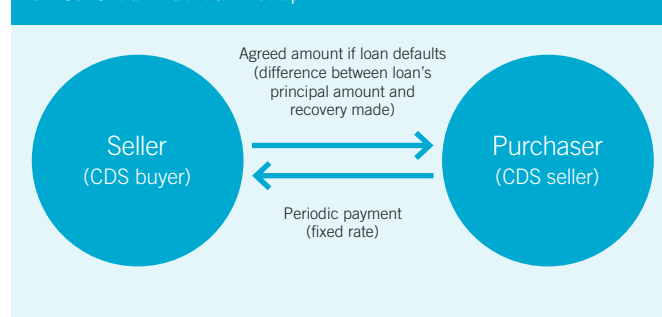 Agreed amount if loan defaults
(difference between loan's
principal amount and
recovery made)
Seller
(CDS buyer)
Purchaser
(CDS seller)
Periodic payment
(fixed rate)